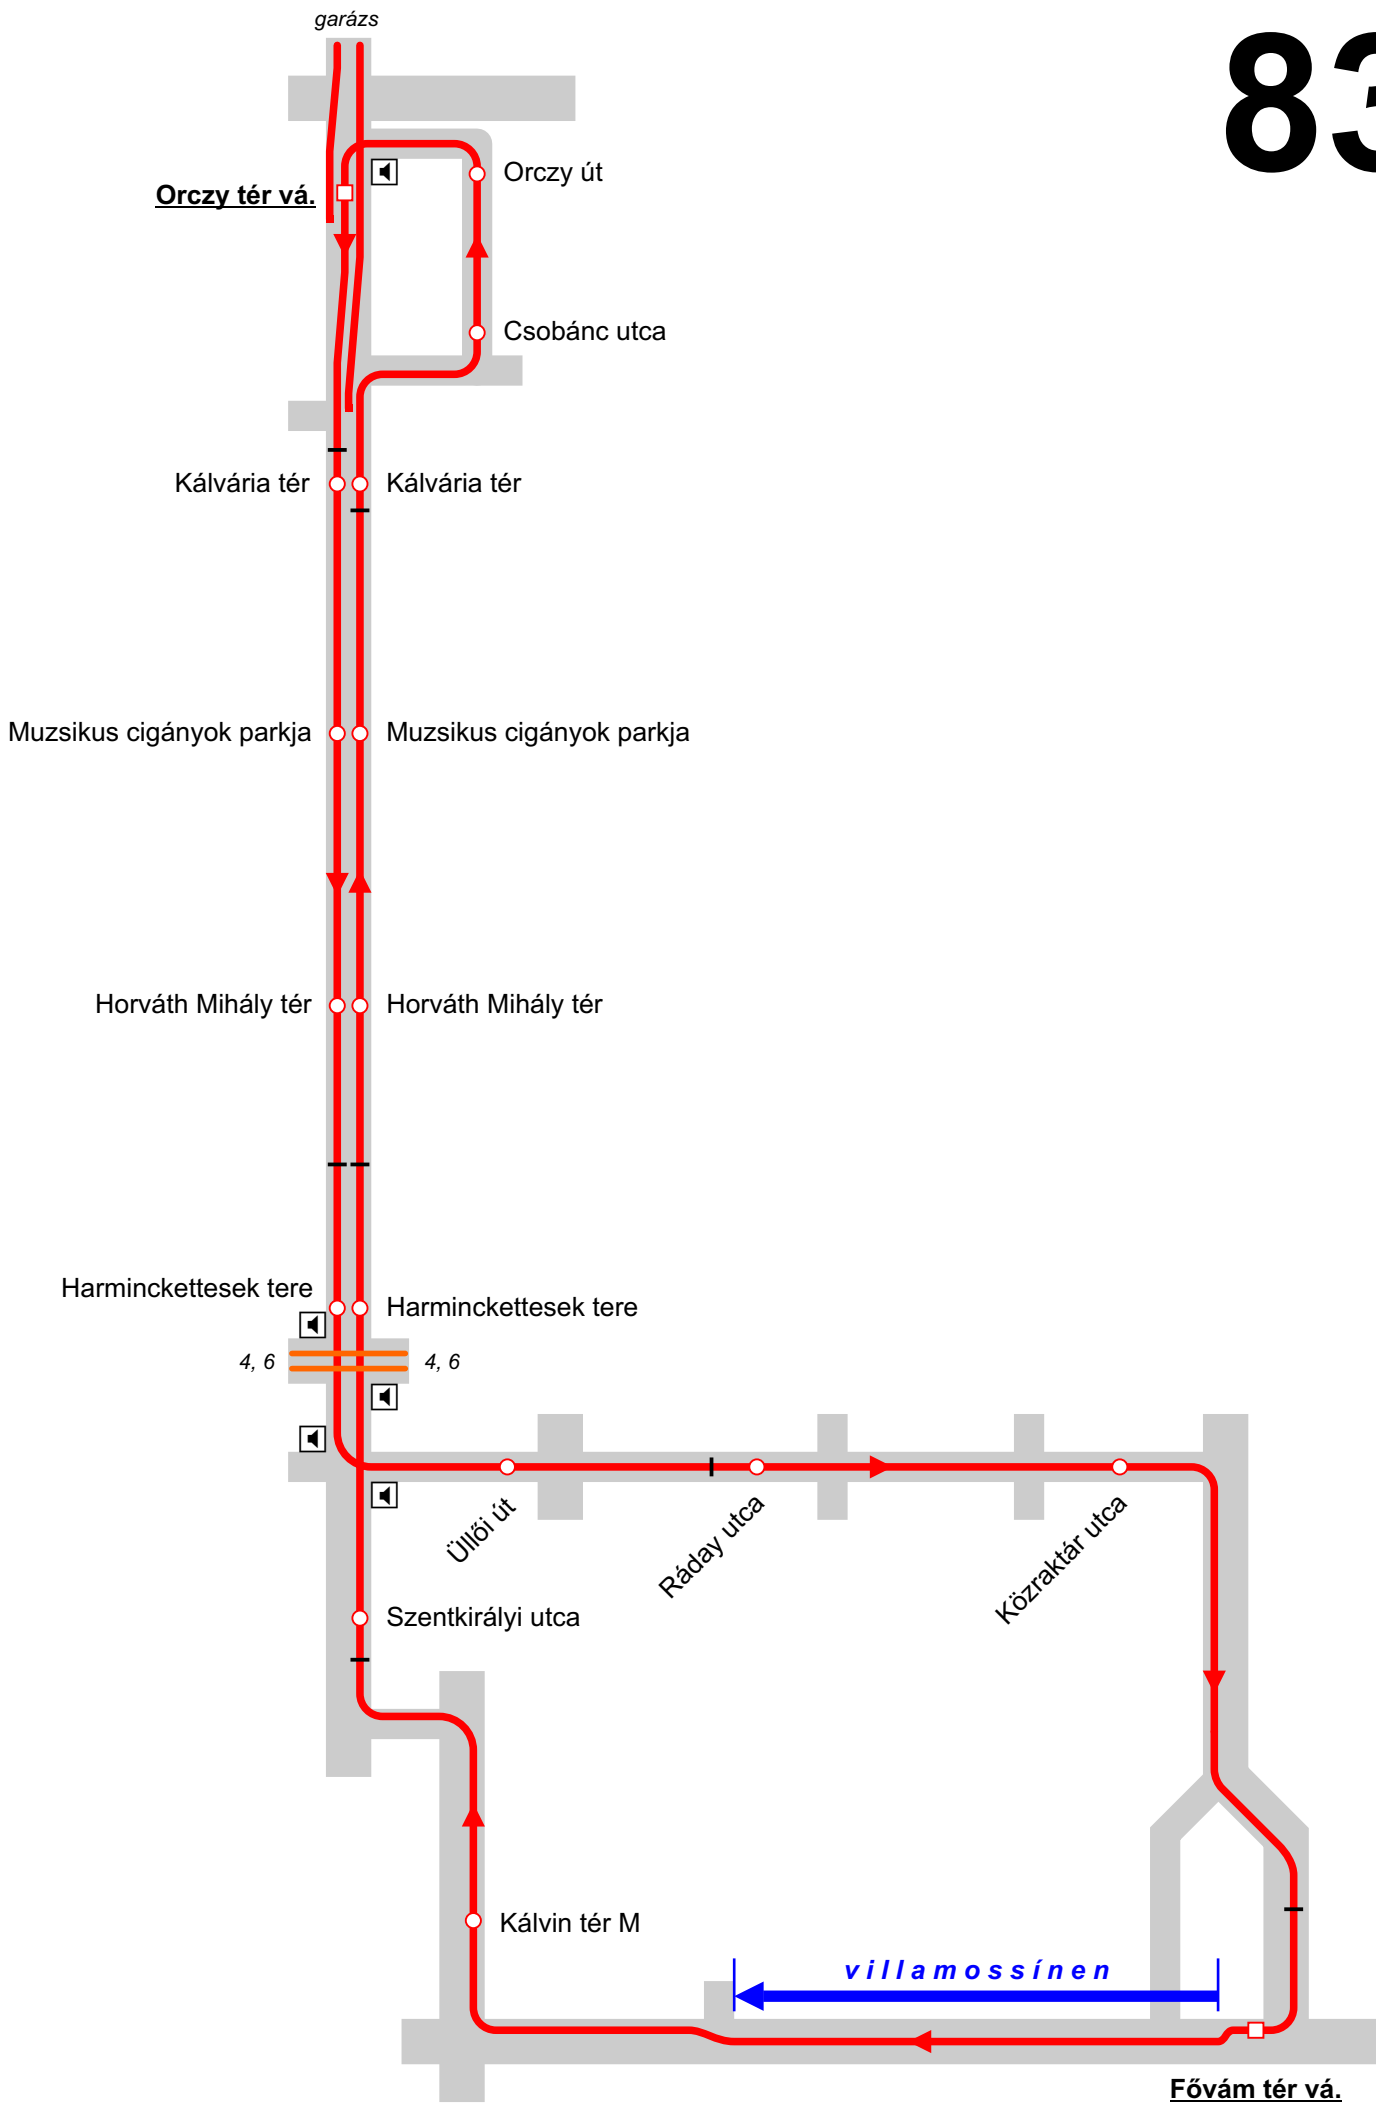 garázs
83
Orczy út
Orczy tér vá.
Csobánc utca
Kálvária tér
Kálvária tér
Muzsikus cigányok parkja
Muzsikus cigányok parkja
Horváth Mihály tér
Horváth Mihály tér
Harminckettesek tere
Harminckettesek tere
4, 6
4, 6
Üllői út
Ráday utca
Közraktár utca
Szentkirályi utca
Kálvin tér M
villamossínen
Fővám tér vá.